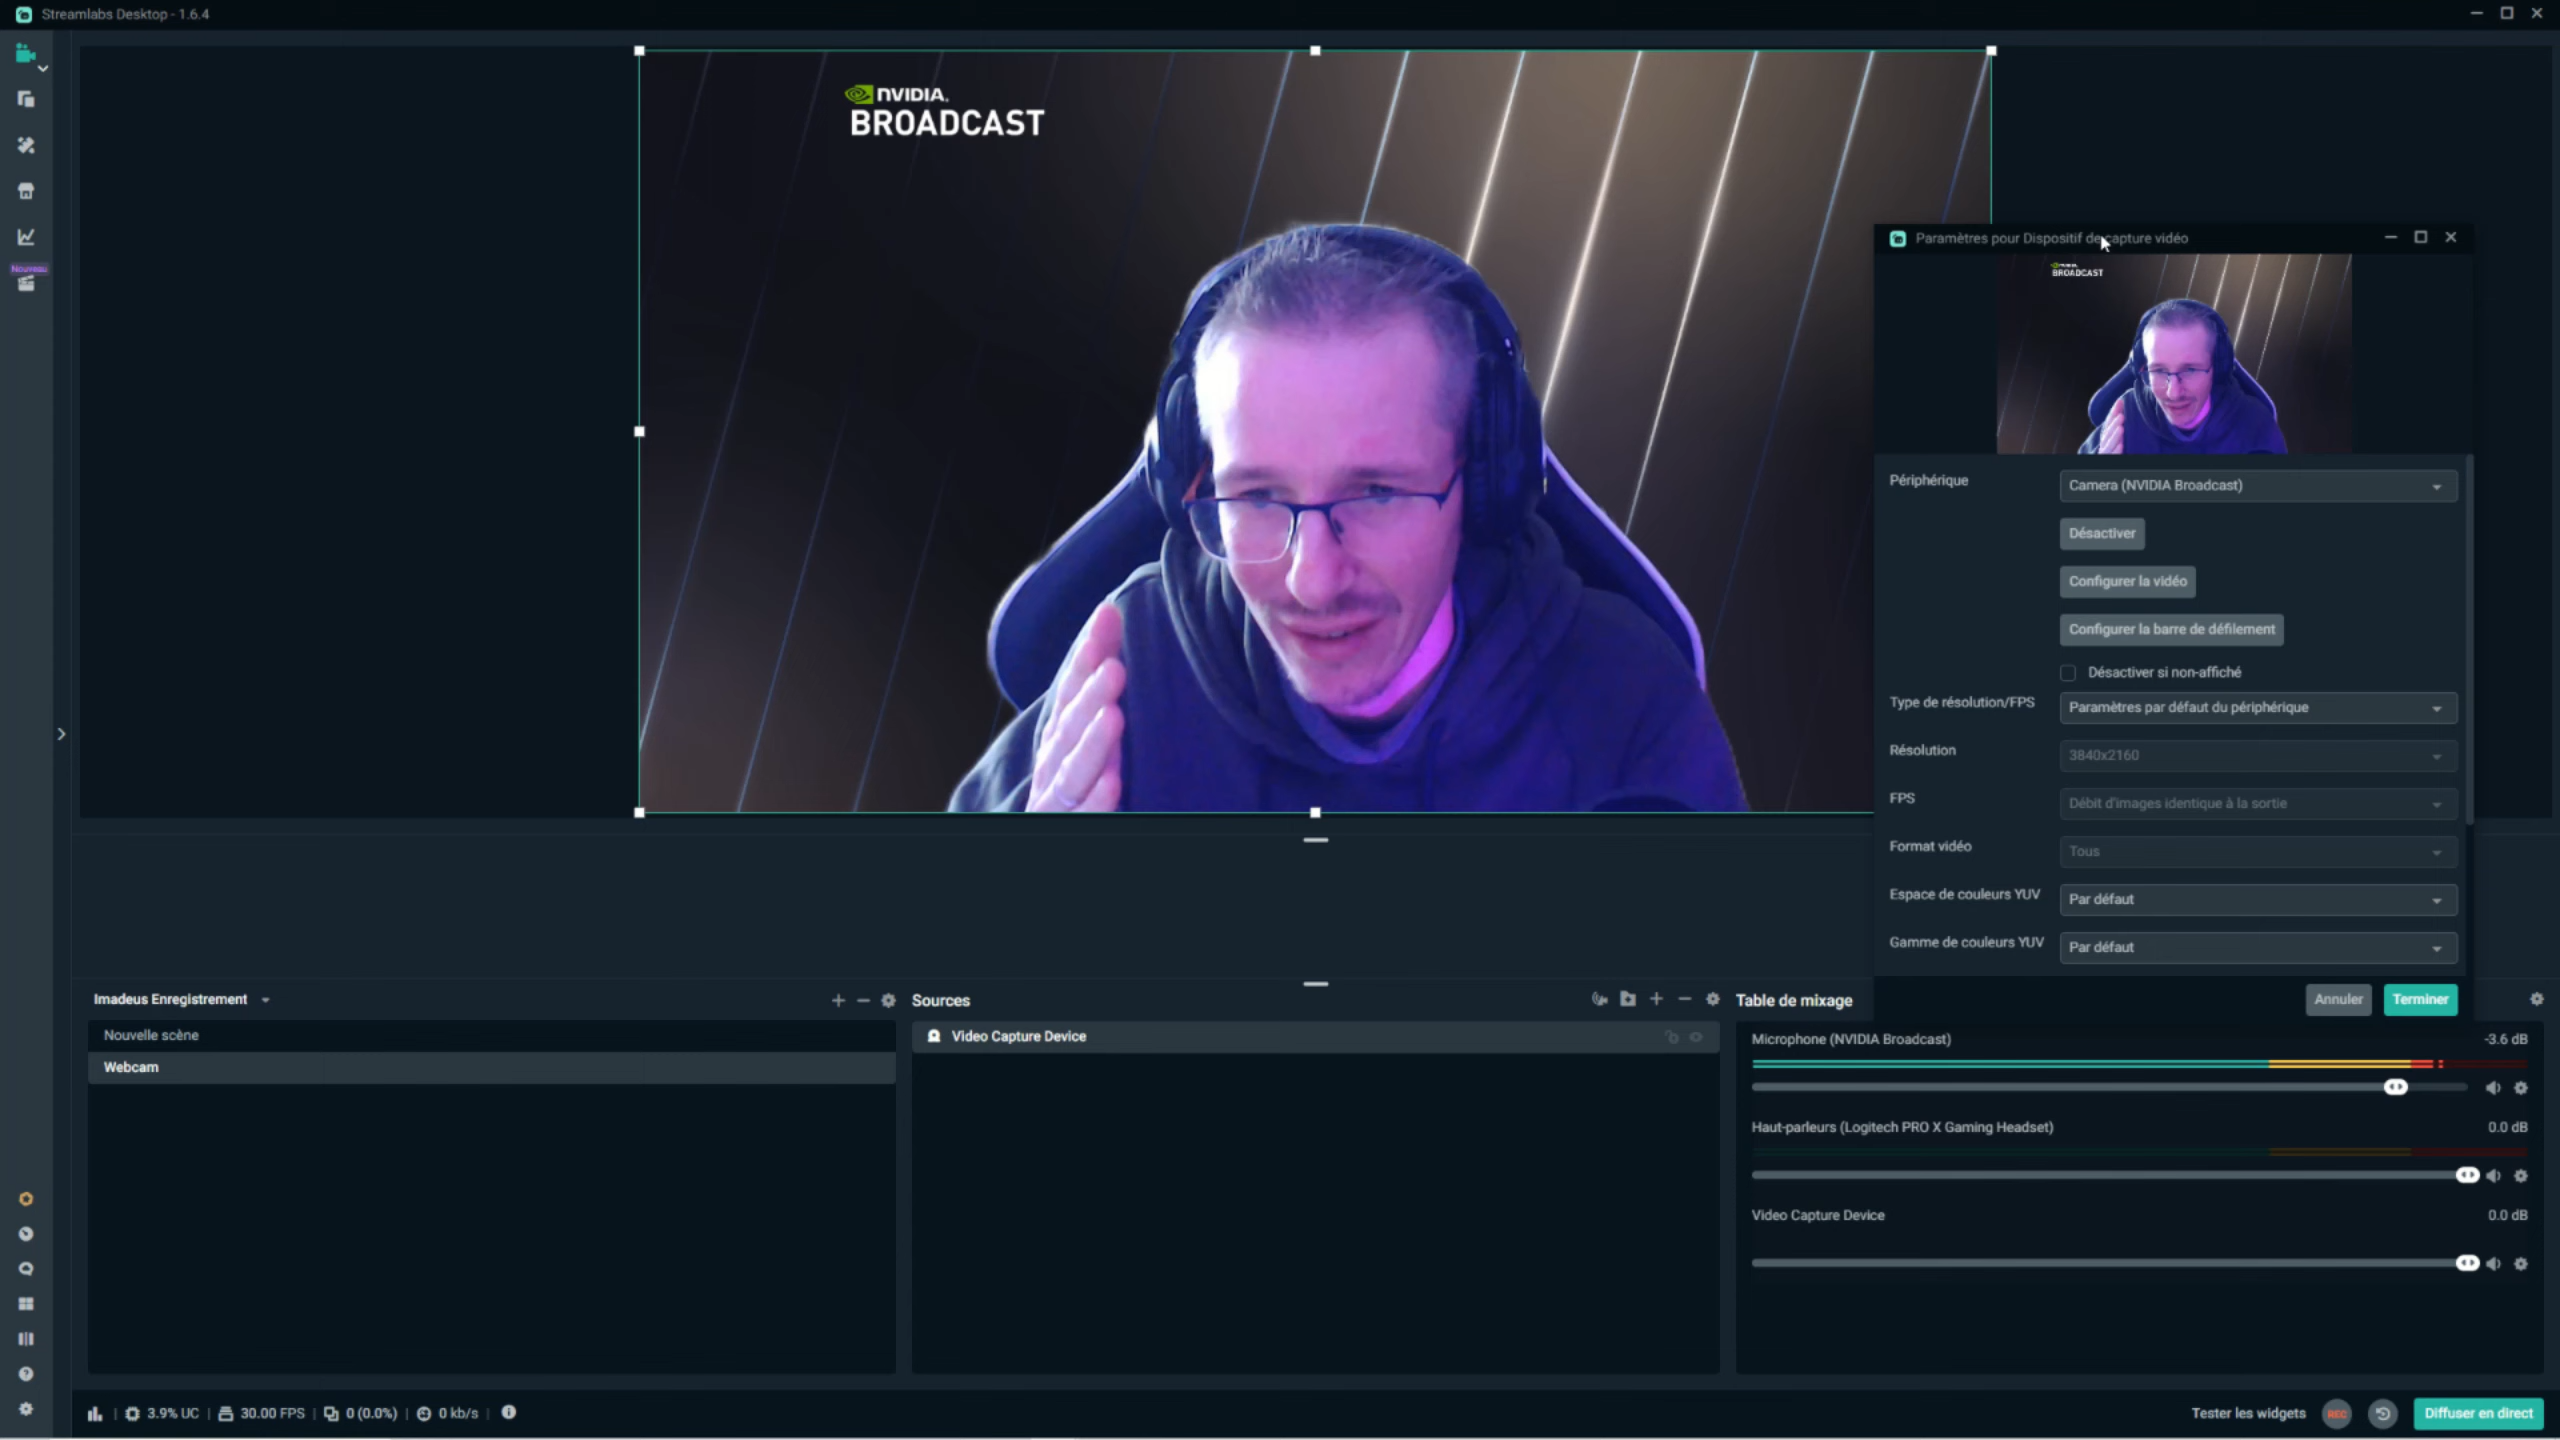 Streamlabs Desktop - 1.6.4
NVIDIA.
BROADCAST
Nouveau
Paramètres pour Dispositif de capture vidéo
BROADCAST
Périphérique
Camera (NVIDIA Broadcast)
Désactiver
Configurer la vidéo
Configurer la barre de défilement
Désactiver si non-affiché
Type de résolution/FPS
Paramètres par défaut du périphérique
Résolution
3840x2160
FPS
Débit d'images identique à la sortie
Format vidéo
Tous
Espace de couleurs YUV
Par défaut
Gamme de couleurs YUV
Par défaut
Annuler
Terminer
Imadeus Enregistrement
Nouvelle scène
Webcam
Sources
Video Capture Device
Table de mixage
Microphone (NVIDIA Broadcast)
-3.6 dB
Haut-parleurs (Logitech PRO X Gaming Headset)
0.0 dB
Video Capture Device
0.0 dB
3.9% UC
30.00 FPS
0 (0.0%)
0 kb/s
Tester les widgets
REC
Diffuser en direct